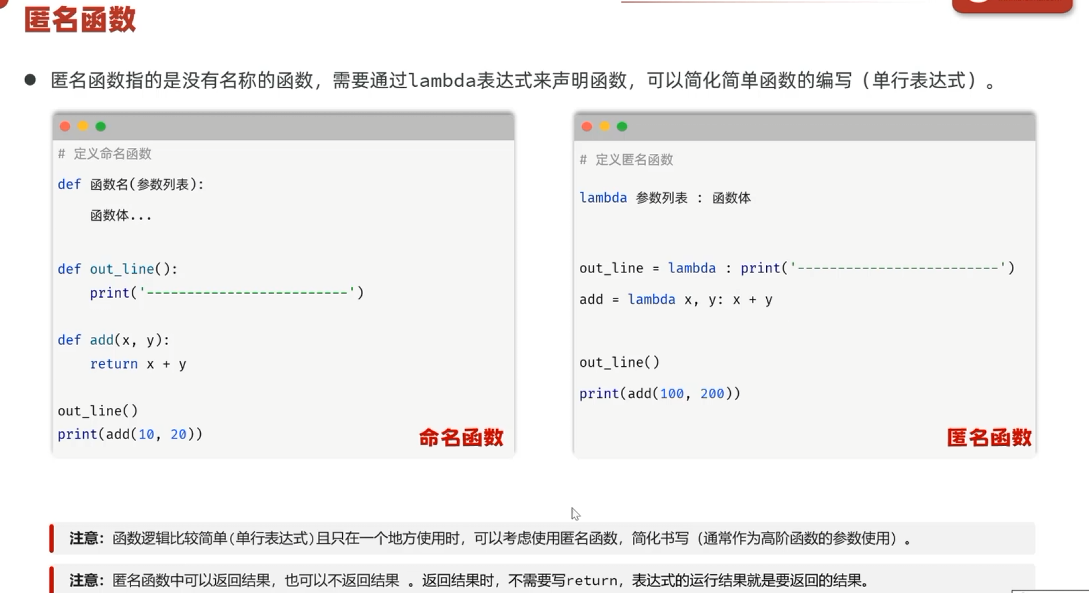 匿名函数
● 匿名函数指的是没有名称的函数，需要通过lambda表达式来声明函数，可以简化简单函数的编写（单行表达式）。
# 定义命名函数
def 函数名(参数列表):
    函数体...
def out_line():
    print('-------------------------')
def add(x, y):
    return x + y
out_line()
print(add(10, 20))
命名函数
# 定义匿名函数
lambda 参数列表 : 函数体
out_line = lambda : print('-------------------------')
add = lambda x, y: x + y
out_line()
print(add(100, 200))
匿名函数
注意：函数逻辑比较简单(单行表达式)且只在一个地方使用时，可以考虑使用匿名函数，简化书写（通常作为高阶函数的参数使用）。
注意：匿名函数中可以返回结果，也可以不返回结果 。返回结果时，不需要写return，表达式的运行结果就是要返回的结果。